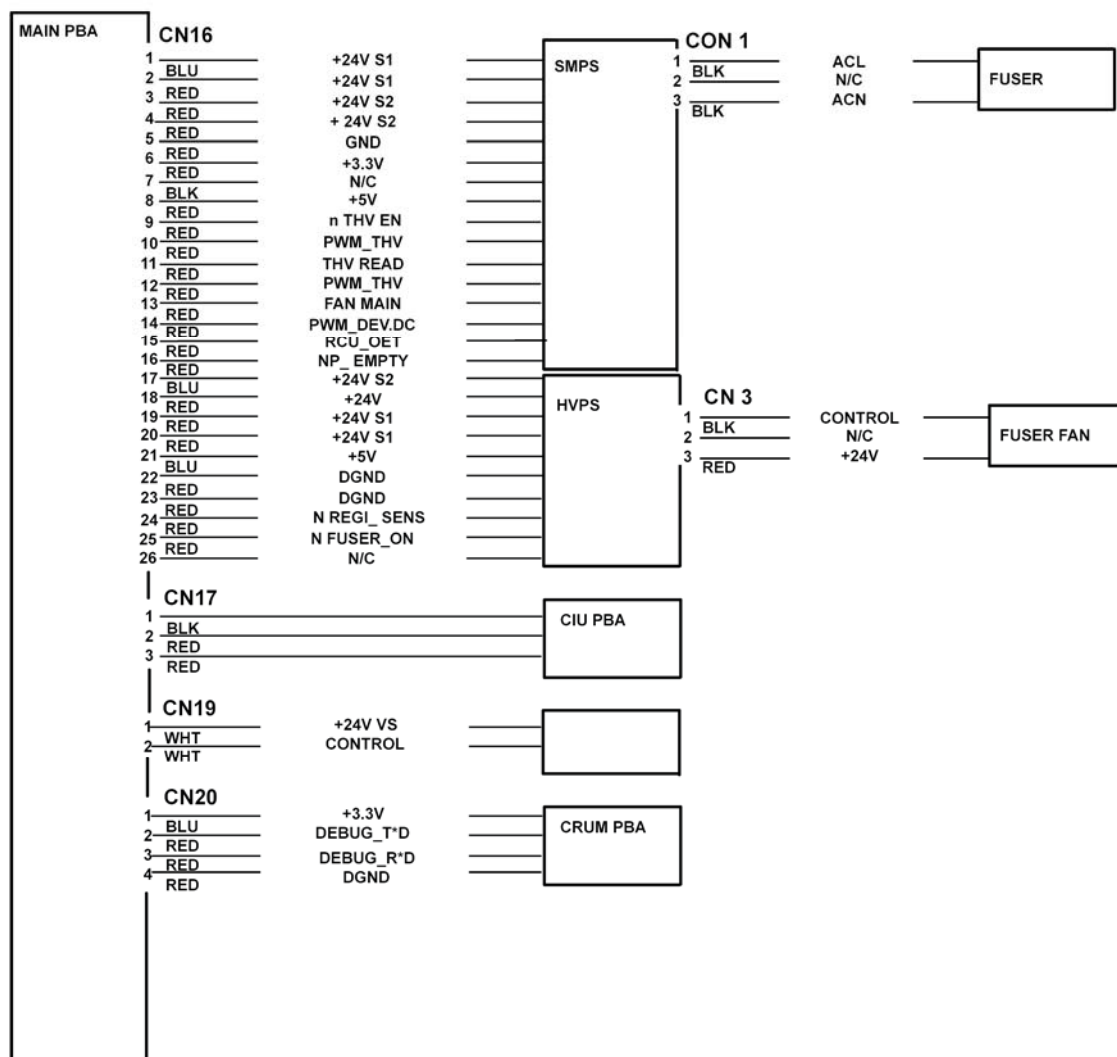 MAIN PBA
CN16
1 +24V S1
BLU
2 +24V S1
RED
3 +24V S2
RED
4 + 24V S2
RED
5 GND
RED
6 +3.3V
RED
7 N/C
BLK
8 +5V
RED
9 n THV EN
RED
10 PWM_THV
RED
11 THV READ
RED
12 PWM_THV
RED
13 FAN MAIN
RED
14 PWM_DEV.DC
RED
15 RCU_OET
RED
16 NP_ EMPTY
RED
17 +24V S2
BLU
18 +24V
RED
19 +24V S1
RED
20 +24V S1
RED
21 +5V
BLU
22 DGND
RED
23 DGND
RED
24 N REGI_ SENS
RED
25 N FUSER_ON
RED
26 N/C
SMPS
CON 1
1 ACL
BLK
2 N/C
3 ACN
BLK
FUSER
HVPS
CN 3
1 CONTROL
BLK
2 N/C
3 +24V
RED
FUSER FAN
CN17
1
BLK
2
RED
3
RED
CIU PBA
CN19
1 +24V VS
WHT
2 CONTROL
WHT
CN20
1 +3.3V
BLU
2 DEBUG_T*D
RED
3 DEBUG_R*D
RED
4 DGND
RED
CRUM PBA